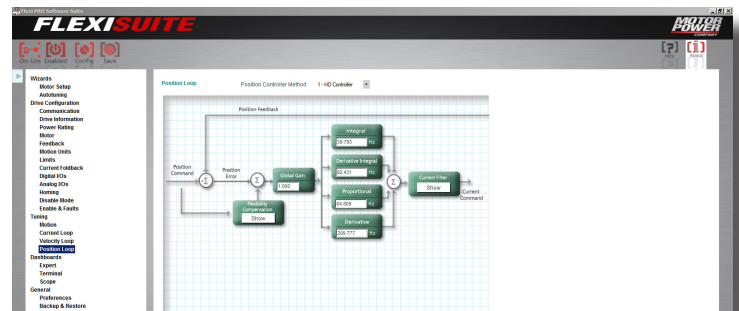 Flexi PRO Software Suite
FLEXISUITE
MOTOR
POWER
COMPANY
On-Line Enabled Config Save
Help About
Wizards
Motor Setup
Autotuning
Drive Configuration
Communication
Drive Information
Power Rating
Motor
Feedback
Motion Units
Limits
Current Foldback
Digital I/Os
Analog I/Os
Homing
Disable Mode
Enable & Faults
Tuning
Motion
Current Loop
Velocity Loop
Position Loop
Dashboards
Expert
Terminal
Scope
General
Preferences
Backup & Restore
Position Loop
Position Controller Method 1 - HD Controller
Position Feedback
Position
Command
Position
Error
Σ
Σ
Global Gain
1.000
Flexibility
Compensation
Show
Integral
39.793 Hz
Derivative Integral
92.431 Hz
Proportional
64.809 Hz
Derivative
209.777 Hz
Σ
Current Filter
Show
Current
Command